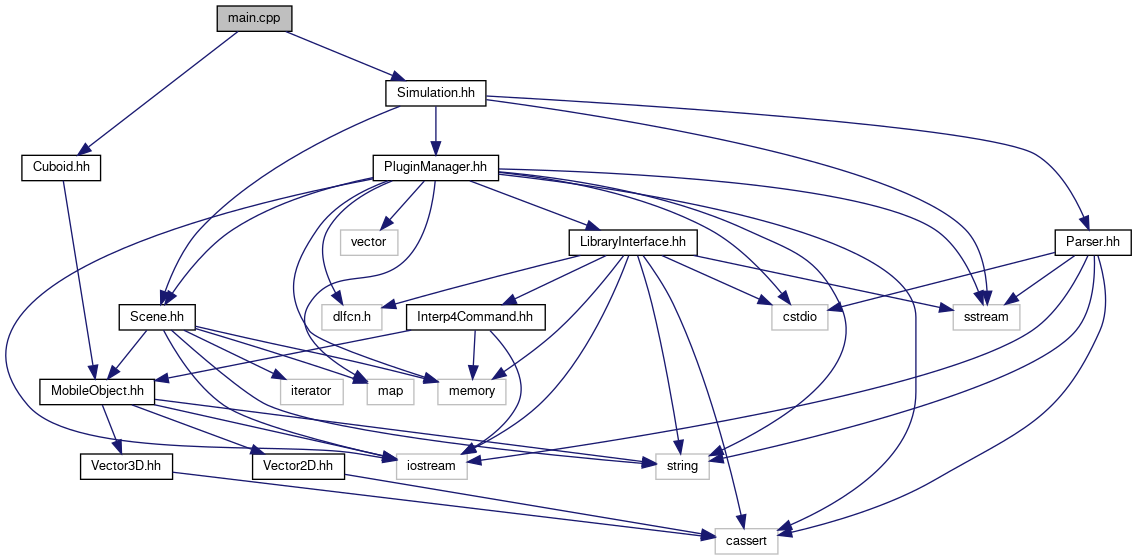 main.cpp
Simulation.hh
Cuboid.hh
PluginManager.hh
vector
LibraryInterface.hh
Parser.hh
Scene.hh
dlfcn.h
Interp4Command.hh
cstdio
sstream
MobileObject.hh
iterator
map
memory
Vector3D.hh
Vector2D.hh
iostream
string
cassert